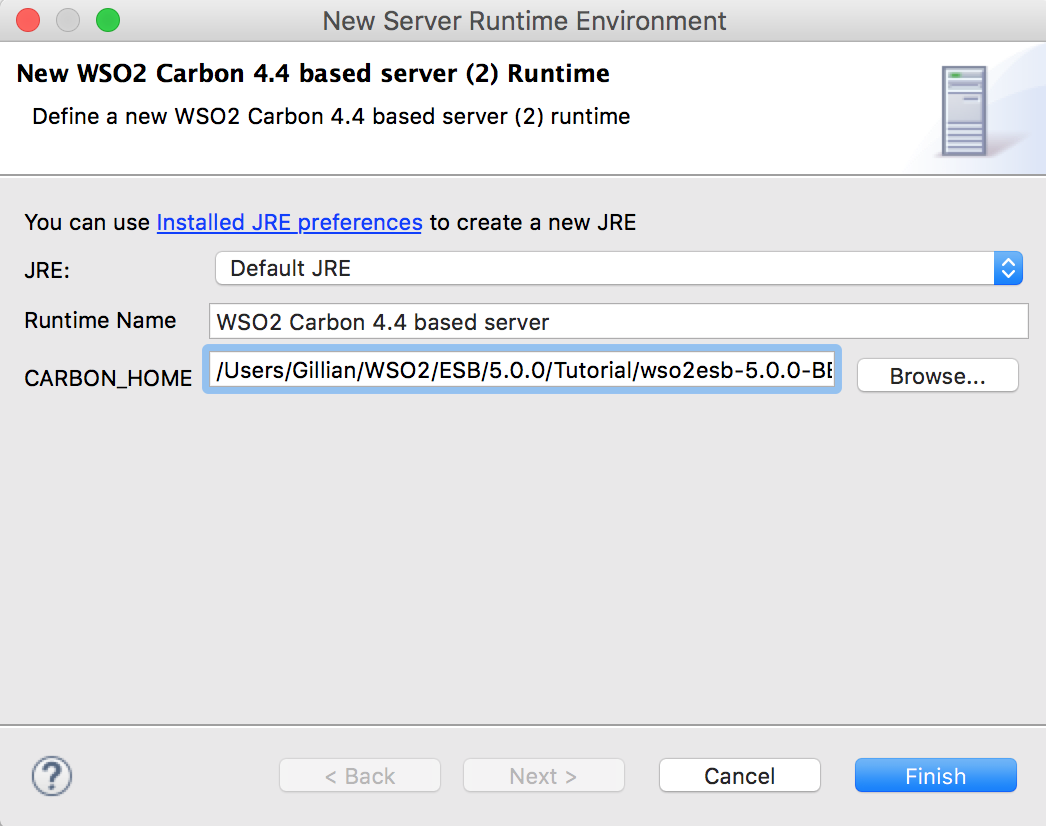 New Server Runtime Environment
New WSO2 Carbon 4.4 based server (2) Runtime
Define a new WSO2 Carbon 4.4 based server (2) runtime
You can use Installed JRE preferences to create a new JRE
JRE: Default JRE
Runtime Name WSO2 Carbon 4.4 based server
CARBON_HOME /Users/Gillian/WSO2/ESB/5.0.0/Tutorial/wso2esb-5.0.0-BE Browse...
? < Back Next > Cancel Finish